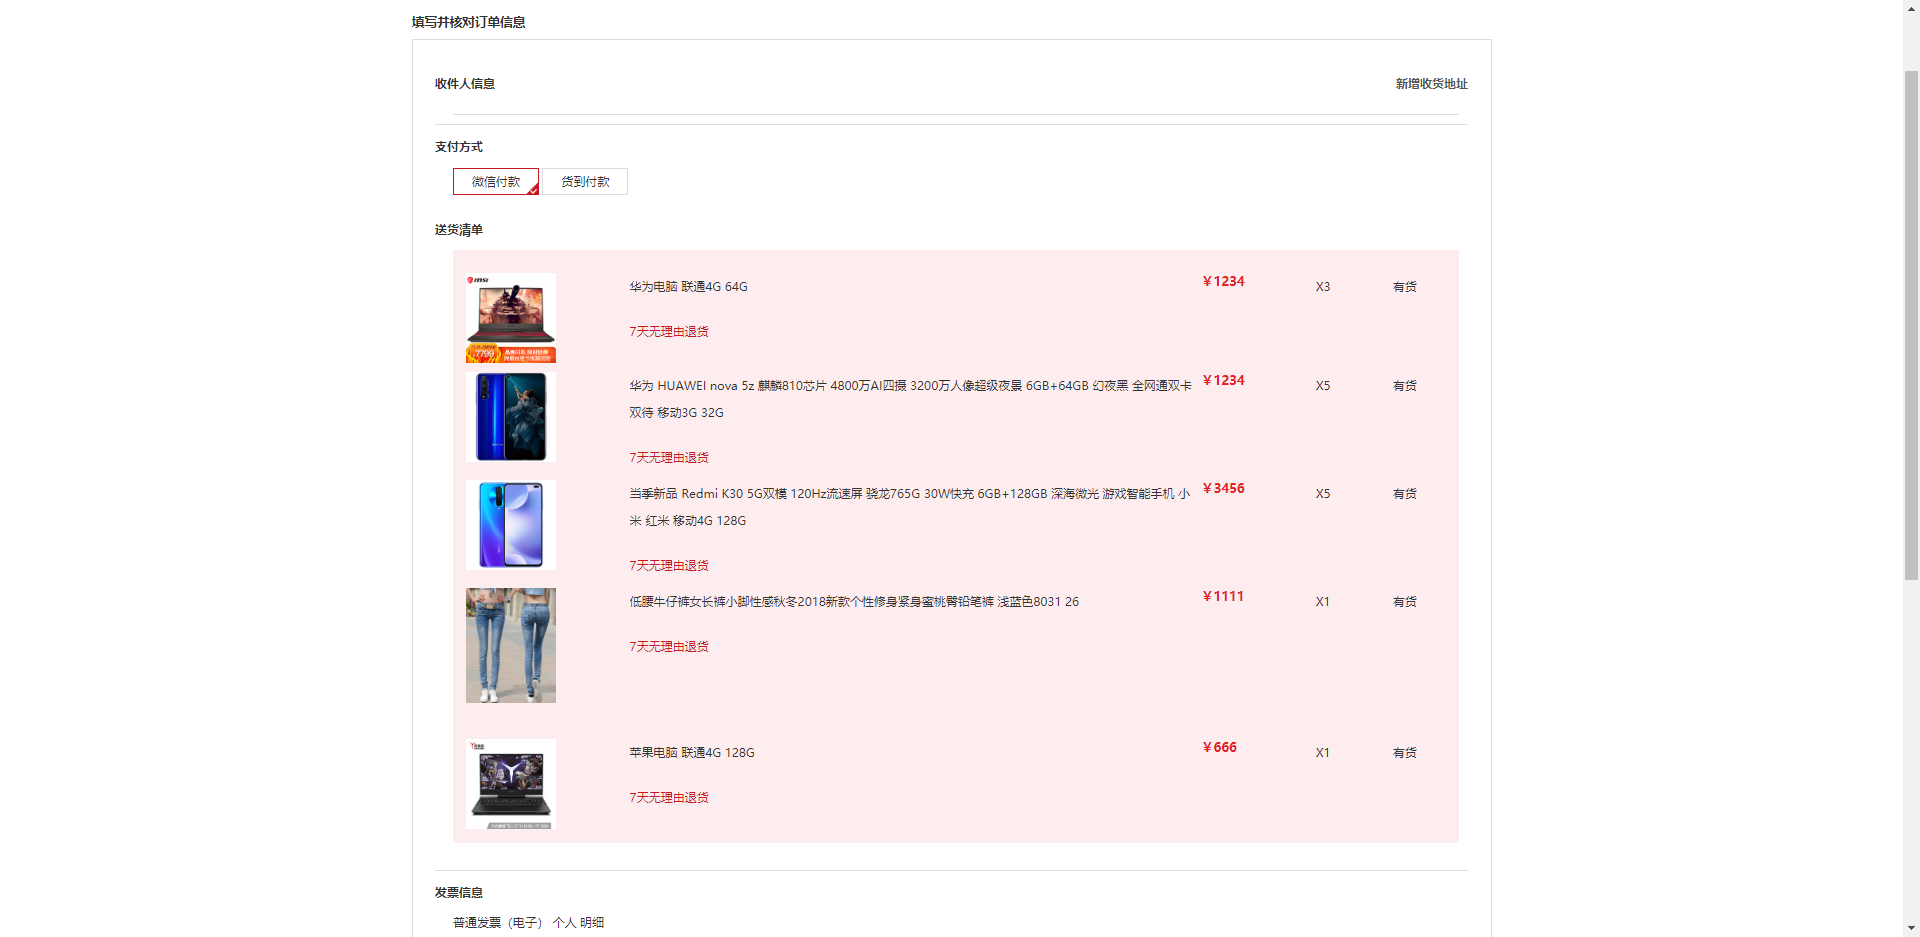 填写并核对订单信息
收件人信息 新增收货地址
支付方式
微信付款 货到付款
送货清单
msi
7799
华为电脑 联通4G 64G ￥1234 X3 有货
7天无理由退货
华为 HUAWEI nova 5z 麒麟810芯片 4800万AI四摄 3200万人像超级夜景 6GB+64GB 幻夜黑 全网通双卡 ￥1234 X5 有货
双待 移动3G 32G
7天无理由退货
当季新品 Redmi K30 5G双模 120Hz流速屏 骁龙765G 30W快充 6GB+128GB 深海微光 游戏智能手机 小 ￥3456 X5 有货
米 红米 移动4G 128G
7天无理由退货
低腰牛仔裤女长裤小脚性感秋冬2018新款个性修身紧身蜜桃臀铅笔裤 浅蓝色8031 26 ￥1111 X1 有货
7天无理由退货
苹果电脑 联通4G 128G ￥666 X1 有货
7天无理由退货
发票信息
普通发票（电子） 个人 明细